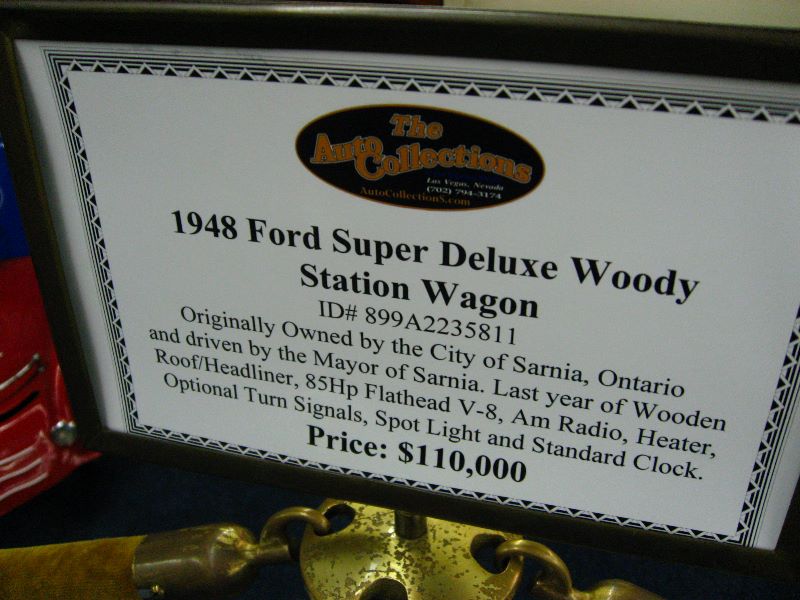 The
Auto Collections
Las Vegas, Nevada
(702) 794-3174
AutoCollectionS.com
1948 Ford Super Deluxe Woody
Station Wagon
ID# 899A2235811
Originally Owned by the City of Sarnia, Ontario
and driven by the Mayor of Sarnia. Last year of Wooden
Roof/Headliner, 85Hp Flathead V-8, Am Radio, Heater,
Optional Turn Signals, Spot Light and Standard Clock.
Price: $110,000